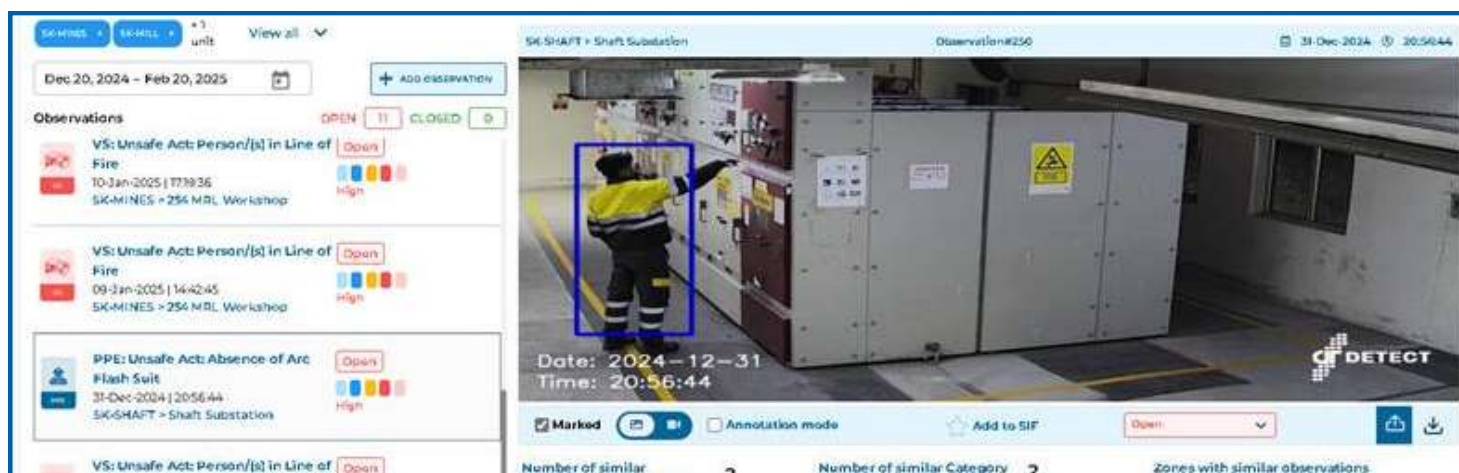 SK-MINES
SK-MILL
+1 unit
View all
Dec 20, 2024 – Feb 20, 2025
+ ADD OBSERVATION
Observations
OPEN 11 CLOSED 0
VS: Unsafe Act: Person/(s) in Line of Fire
Open
10-Jan-2025 | 17:19:36
High
SK-MINES > 256 MRL Workshop
VS: Unsafe Act: Person/(s) in Line of Fire
Open
09-Jan-2025 | 14:42:45
High
SK-MINES > 256 MRL Workshop
PPE: Unsafe Act: Absence of Arc Flash Suit
Open
31-Dec-2024 | 20:56:44
High
SK-SHAFT > Shaft Substation
VS: Unsafe Act: Person/(s) in Line of
Open
SK-SHAFT > Shaft Substation
Observation#250
31-Dec-2024 20:56:44
Date: 2024-12-31
Time: 20:56:44
DETECT
Marked
Annotation mode
Add to SIF
Open
Number of similar
Number of similar Category
Zones with similar observations